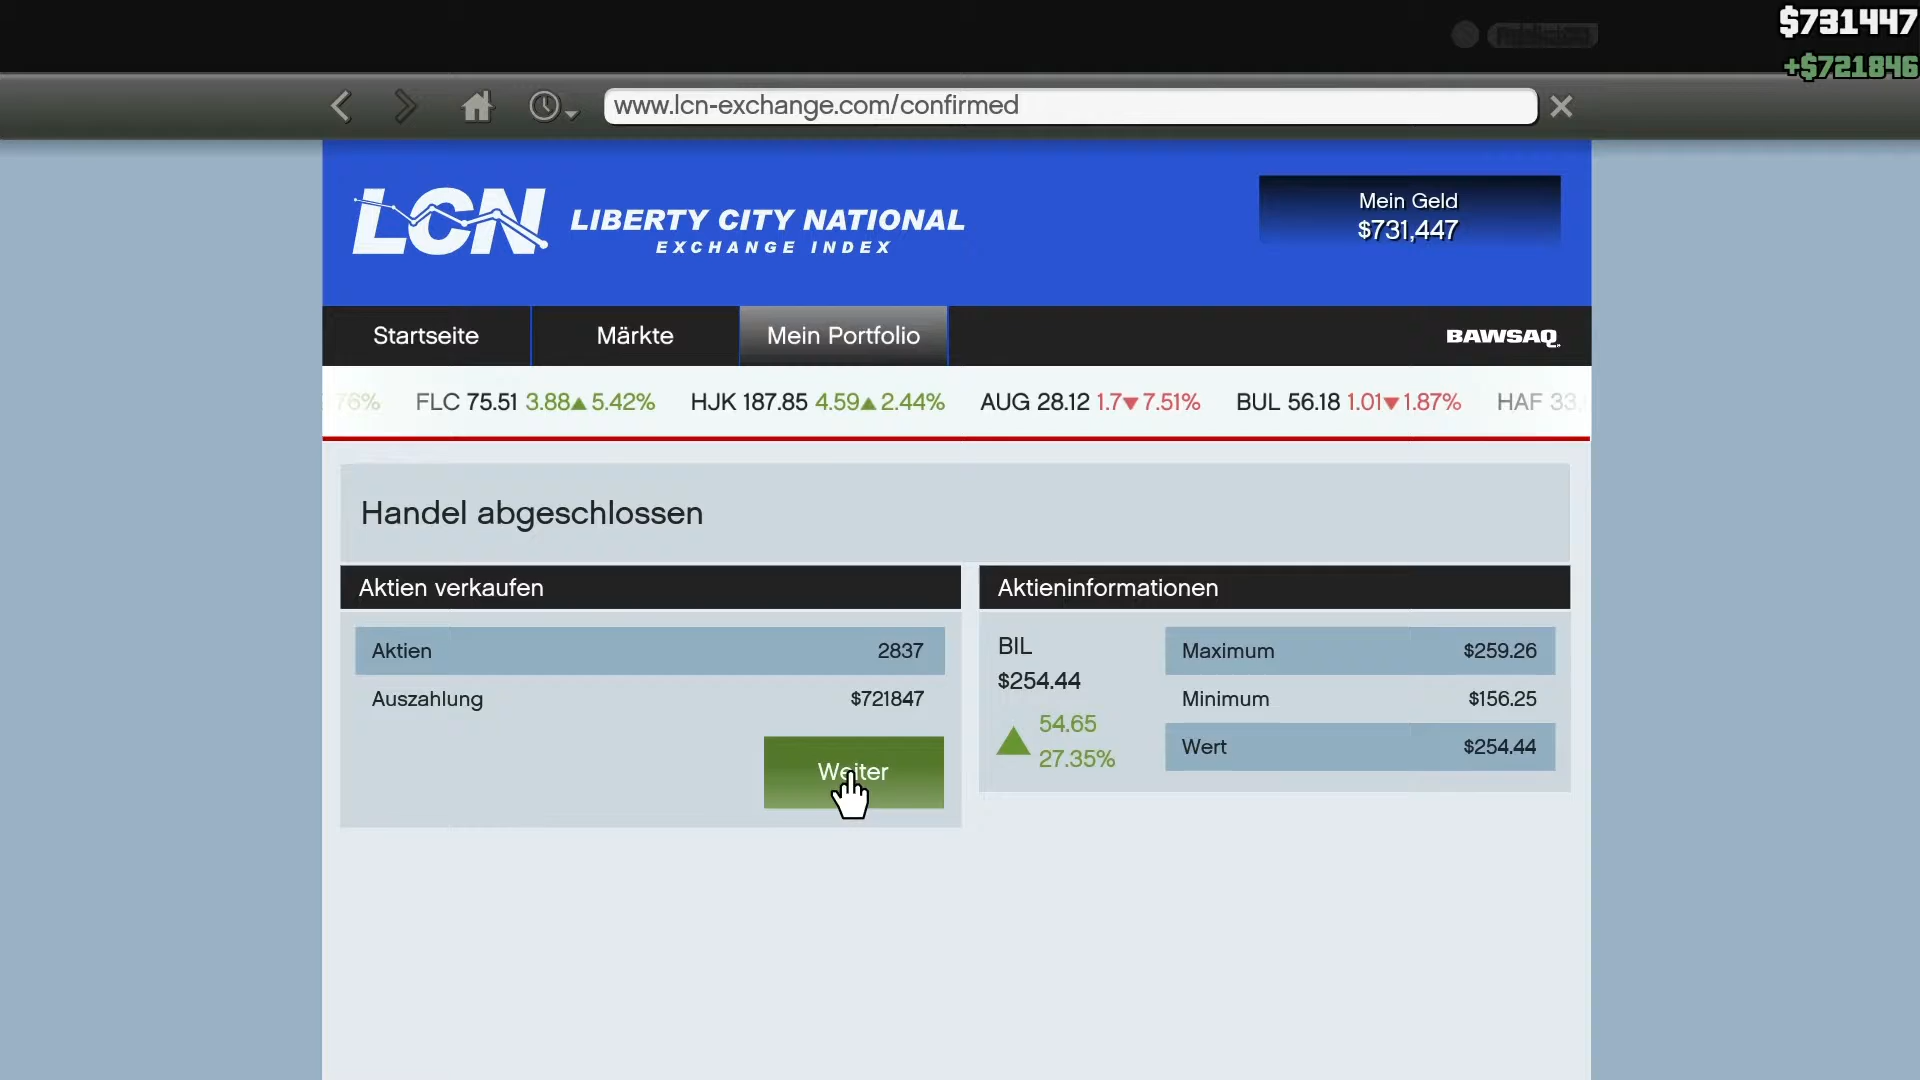 $731447
+$721846
www.lcn-exchange.com/confirmed
LCN LIBERTY CITY NATIONAL
EXCHANGE INDEX
Mein Geld
$731,447
Startseite Märkte Mein Portfolio BAWSAQ
76% FLC 75.51 3.88▲5.42% HJK 187.85 4.59▲2.44% AUG 28.12 1.7▼7.51% BUL 56.18 1.01▼1.87% HAF 33.
Handel abgeschlossen
Aktien verkaufen
Aktien 2837
Auszahlung $721847
Weiter
Aktieninformationen
BIL
$254.44
▲ 54.65
27.35%
Maximum $259.26
Minimum $156.25
Wert $254.44